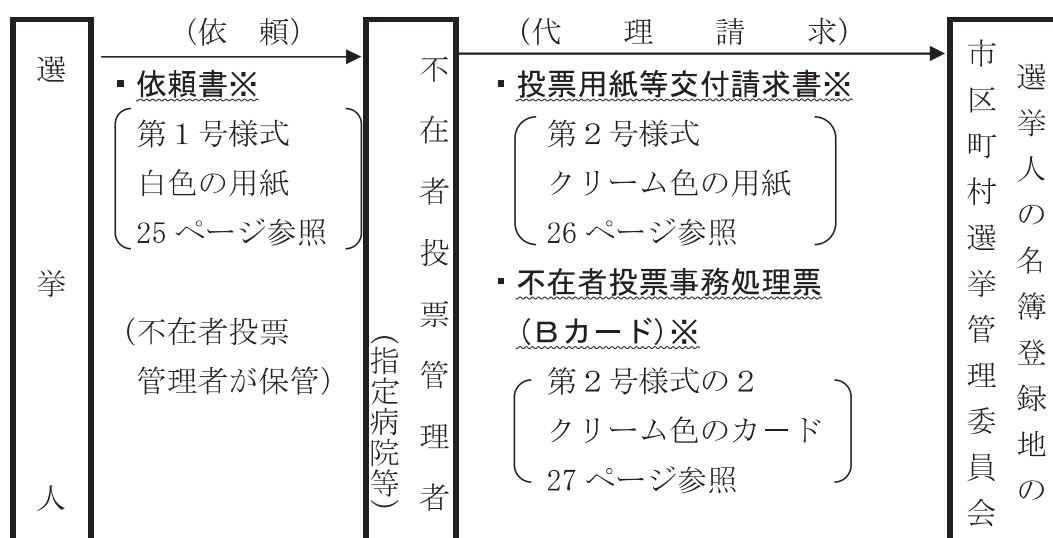 選挙人
(依　頼)
・依頼書※
第１号様式
白色の用紙
25 ページ参照
(不在者投票
管理者が保管)
不在者投票管理者
(指定病院等)
(代　理　請　求)
・投票用紙等交付請求書※
第２号様式
クリーム色の用紙
26 ページ参照
・不在者投票事務処理票
(Ｂカード)※
第２号様式の２
クリーム色のカード
27 ページ参照
選挙人の名簿登録地の
市区町村選挙管理委員会